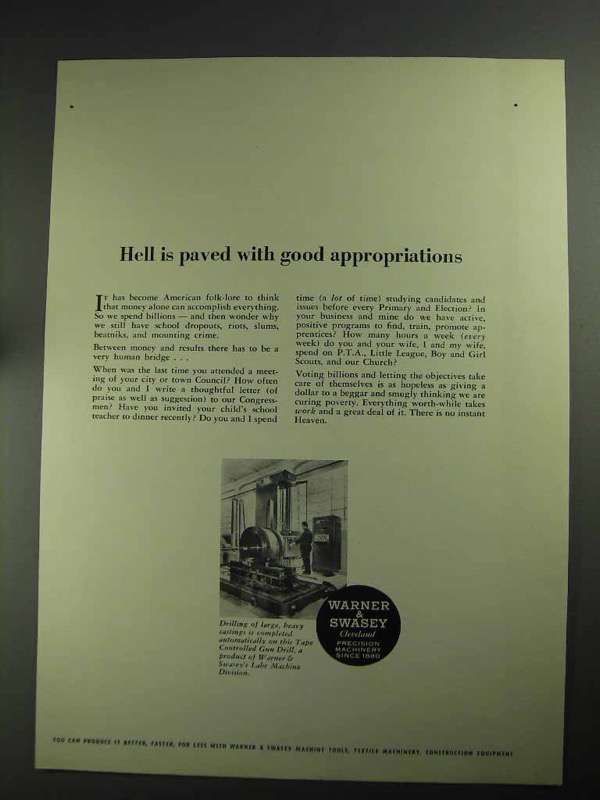 Hell is paved with good appropriations
It has become American folk-lore to think
that money alone can accomplish everything.
So we spend billions — and then wonder why
we still have school dropouts, riots, slums,
beatniks, and mounting crime.
Between money and results there has to be a
very human bridge . . .
When was the last time you attended a meet-
ing of your city or town Council? How often
do you and I write a thoughtful letter (of
praise as well as suggestion) to our Congress-
men? Have you invited your child's school
teacher to dinner recently? Do you and I spend
time (a lot of time) studying candidates and
issues before every Primary and Election? In
your business and mine do we have active,
positive programs to find, train, promote ap-
prentices? How many hours a week (every
week) do you and your wife, I and my wife,
spend on P.T.A., Little League, Boy and Girl
Scouts, and our Church?
Voting billions and letting the objectives take
care of themselves is as hopeless as giving a
dollar to a beggar and smugly thinking we are
curing poverty. Everything worth-while takes
work and a great deal of it. There is no instant
Heaven.
Drilling of large, heavy
castings is completed
automatically on this Tape
Controlled Gun Drill, a
product of Warner &
Swasey's Lake Machine
Division.
WARNER
&
SWASEY
Cleveland
PRECISION
MACHINERY
SINCE 1880
YOU CAN PRODUCE IT BETTER, FASTER, FOR LESS WITH WARNER & SWASEY MACHINE TOOLS, TEXTILE MACHINERY, CONSTRUCTION EQUIPMENT